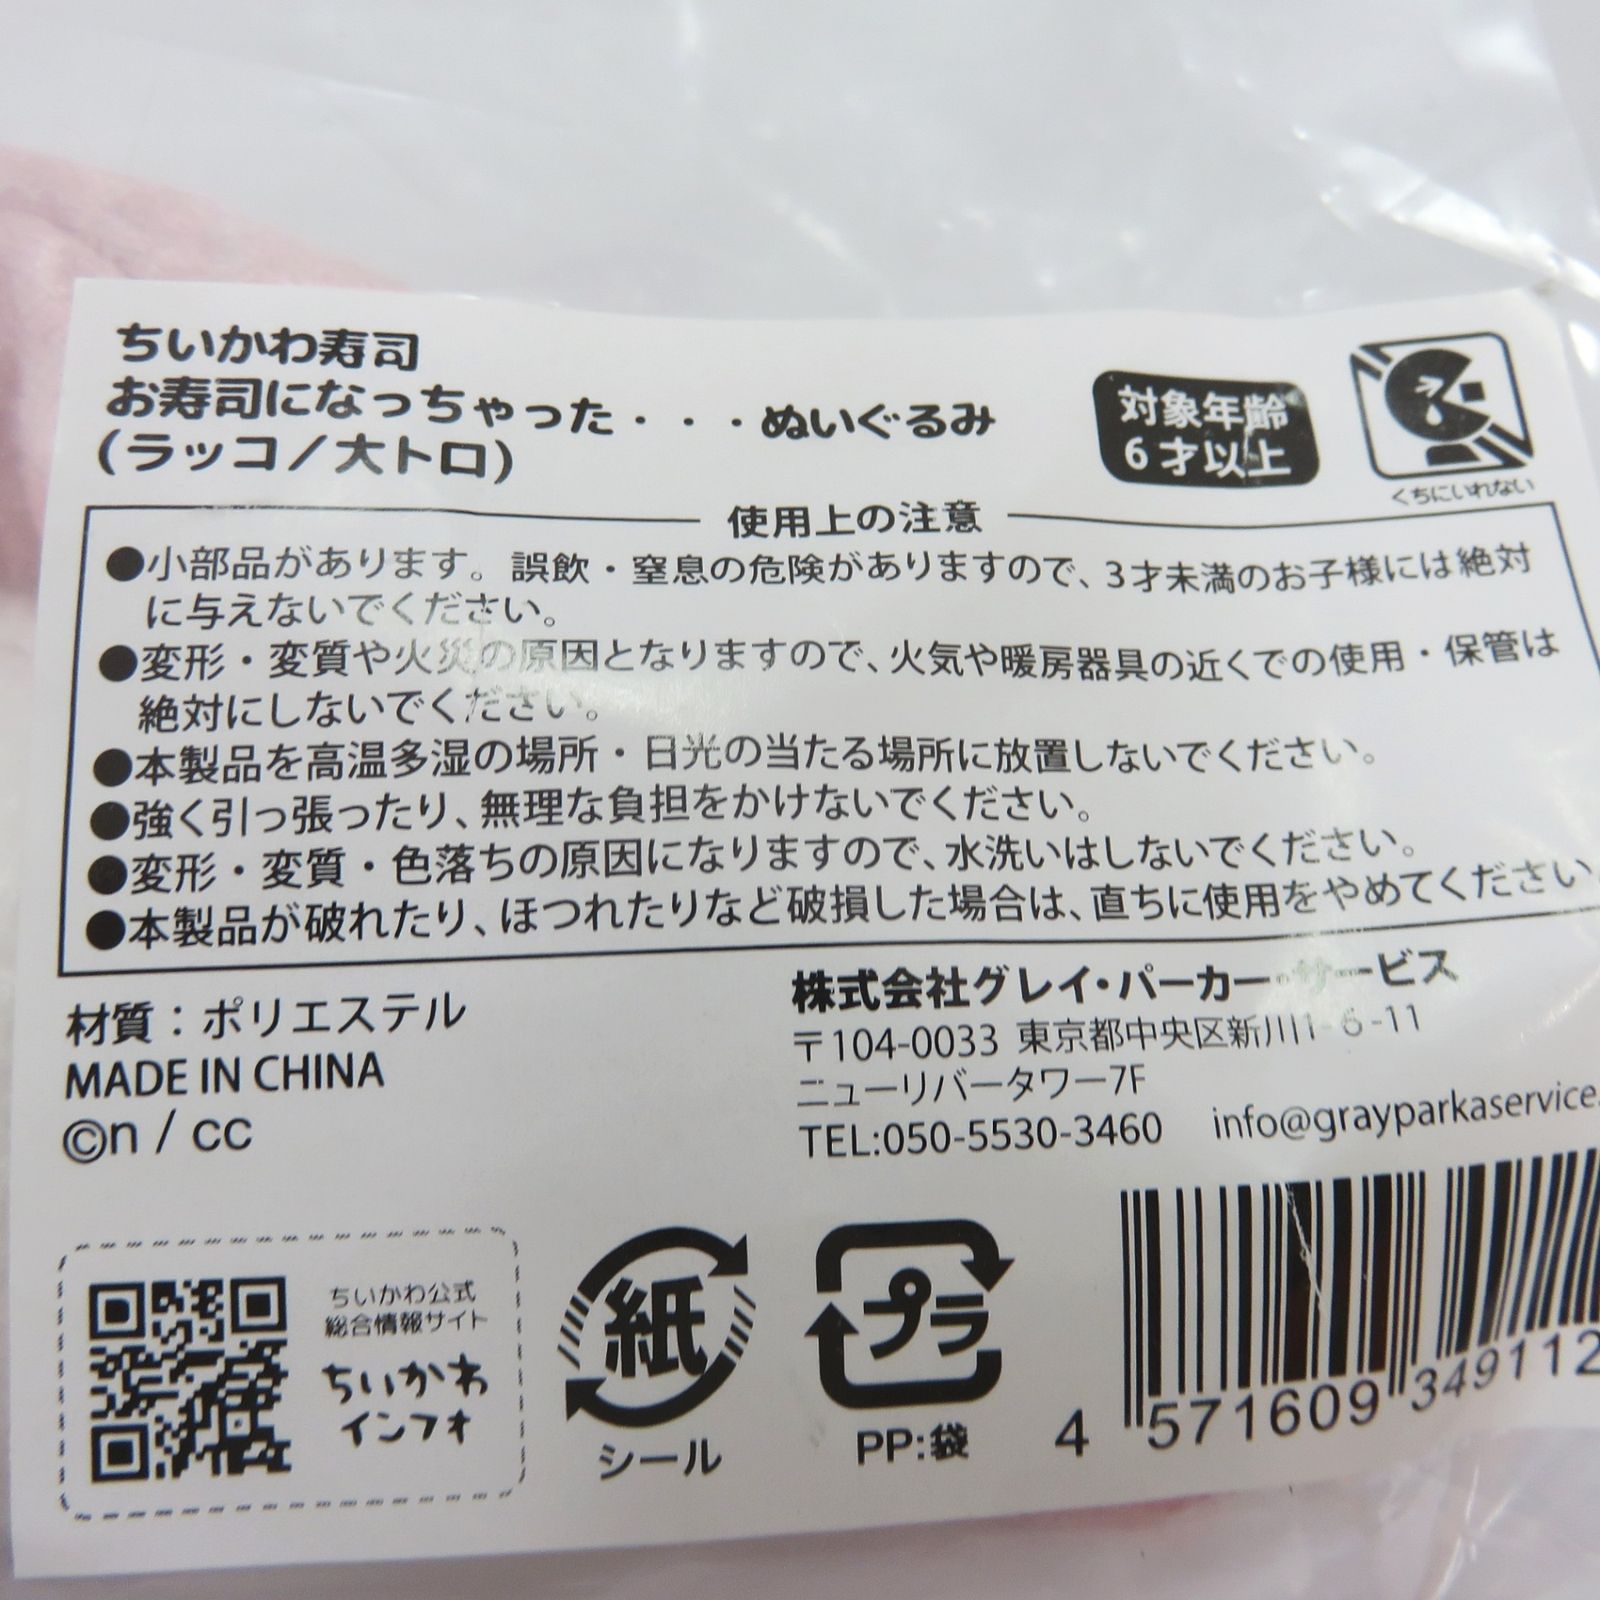 ちいかわ寿司
お寿司になっちゃった・・・ぬいぐるみ
(ラッコ/大トロ)
対象年齢
6才以上
くちにいれない
使用上の注意
●小部品があります。誤飲・窒息の危険がありますので、3才未満のお子様には絶対
に与えないでください。
●変形・変質や火災の原因となりますので、火気や暖房器具の近くでの使用・保管は
絶対にしないでください。
●本製品を高温多湿の場所・日光の当たる場所に放置しないでください。
●強く引っ張ったり、無理な負担をかけないでください。
●変形・変質・色落ちの原因になりますので、水洗いはしないでください。
●本製品が破れたり、ほつれたりなど破損した場合は、直ちに使用をやめてください。
材質:ポリエステル
MADE IN CHINA
©n / cc
株式会社グレイ・パーカー・サービス
〒104-0033 東京都中央区新川1-6-11
ニューリバータワー7F
TEL:050-5530-3460 info@grayparkaservice.
ちいかわ公式
総合情報サイト
ちいかわ
インフォ
紙
シール
プラ
PP:袋
4 571609 349112